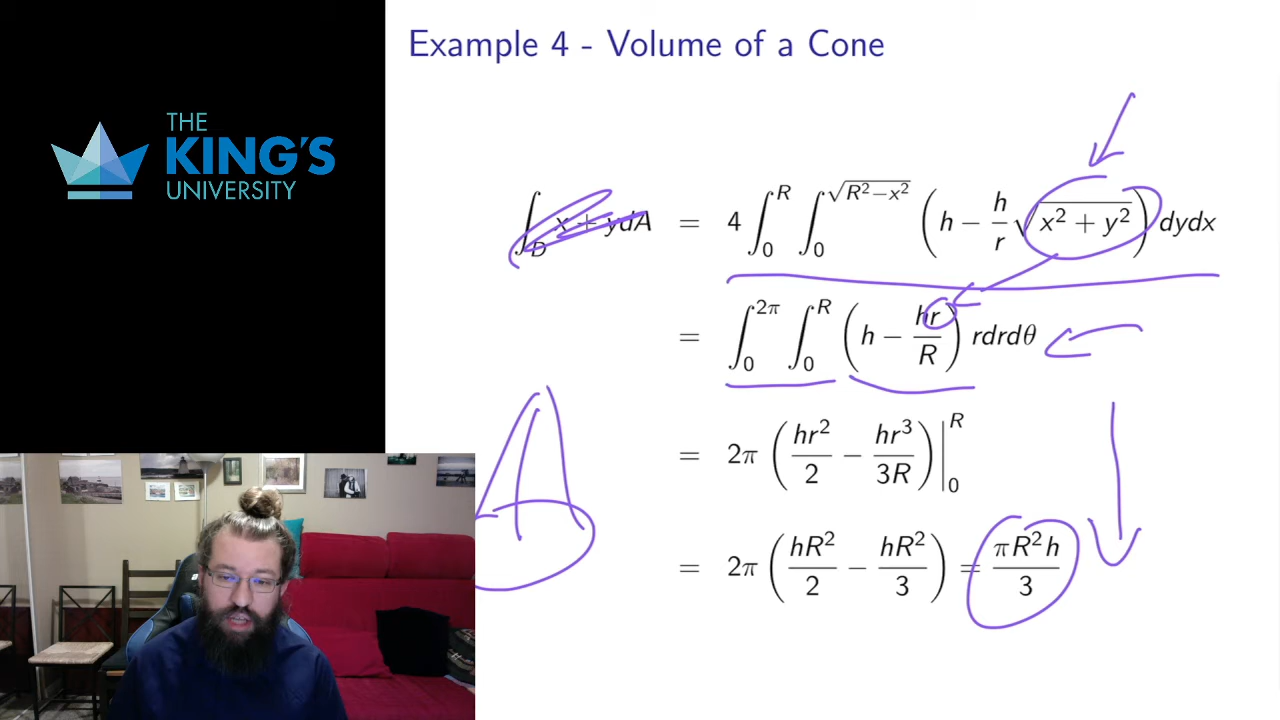 THE
KING'S
UNIVERSITY
Example 4 - Volume of a Cone
∫_D x + y dA = 4 ∫_0^R ∫_0^{√(R²−x²)} ( h − h/r √(x² + y²) ) dydx
= ∫_0^{2π} ∫_0^R ( h − hr/R ) rdrdθ
= 2π ( hr²/2 − hr³/3R ) |_0^R
= 2π ( hR²/2 − hR²/3 ) = πR²h/3